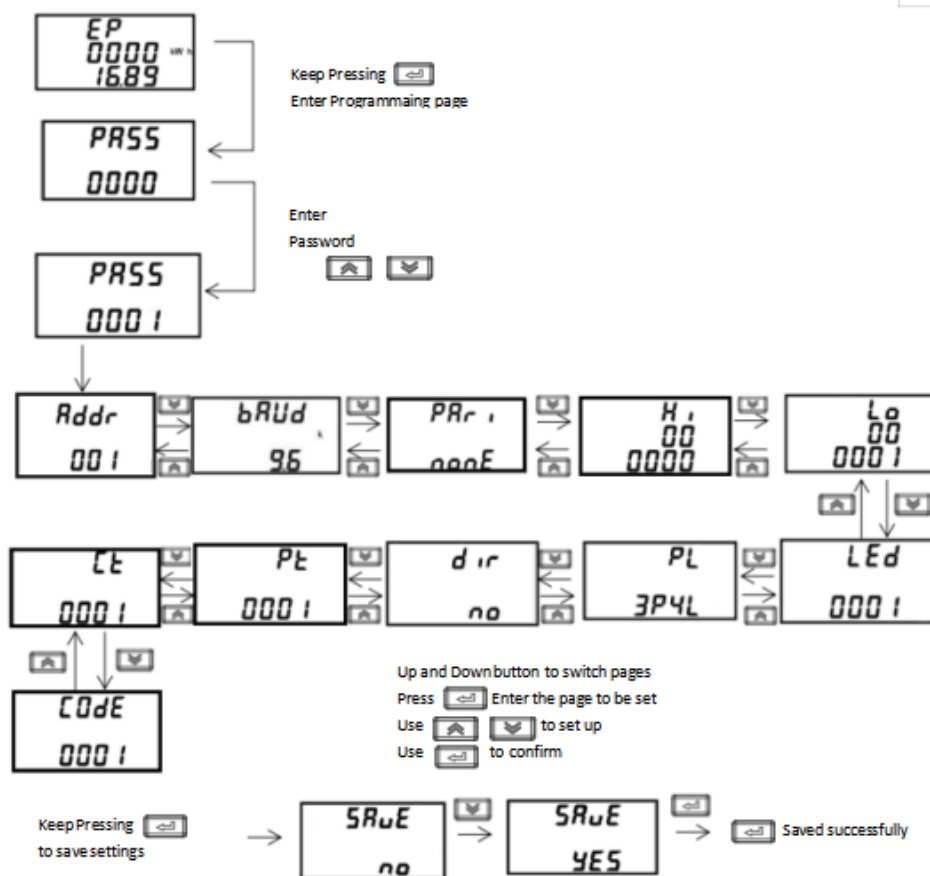 EP
0000 kW h
16.89
Keep Pressing
Enter Programmaing page
PASS
0000
Enter
Password
PASS
0001
Addr
001
bAUd
k
9.6
PAri
nonE
Hi
00
0000
Lo
00
0001
Ct
0001
Pt
0001
dir
no
PL
3P4L
LEd
0001
COdE
0001
Up and Down button to switch pages
Press Enter the page to be set
Use to set up
Use to confirm
Keep Pressing
to save settings
SAvE
no
SAvE
YES
Saved successfully